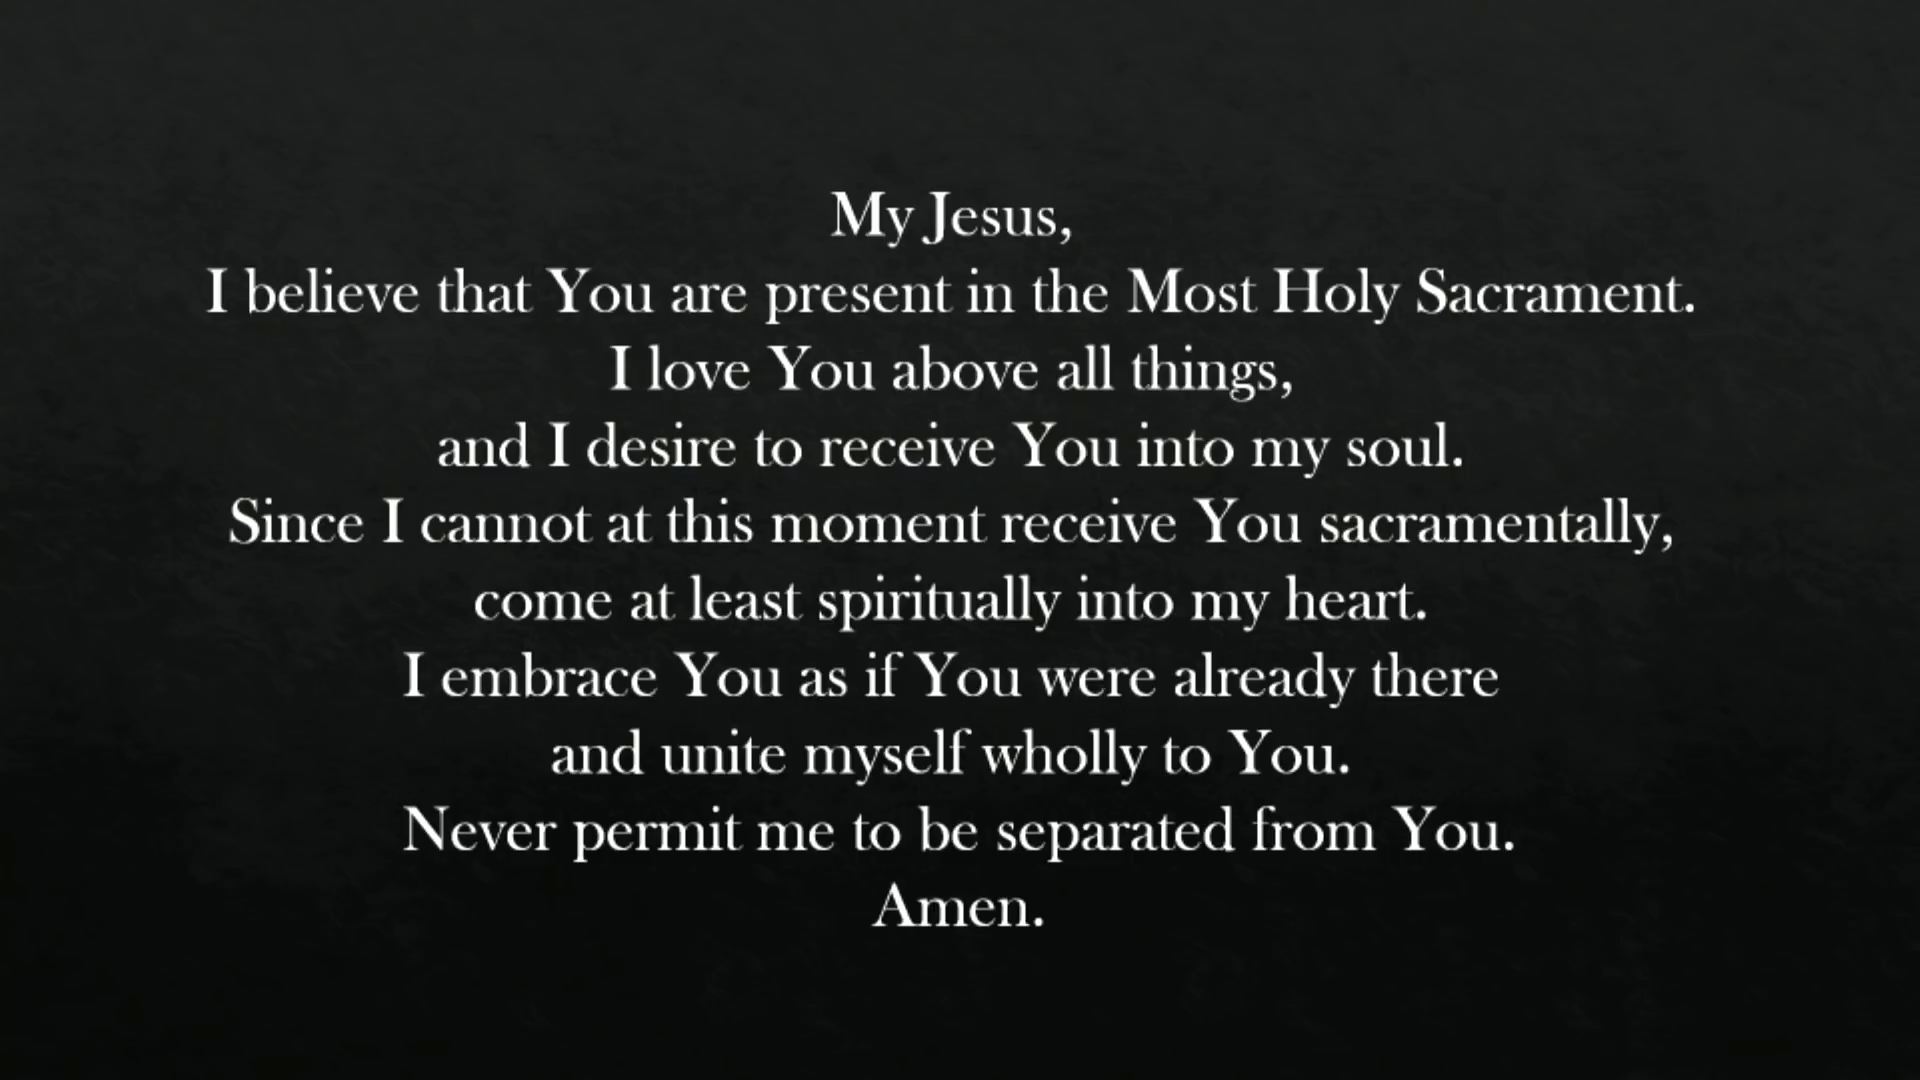 My Jesus,
I believe that You are present in the Most Holy Sacrament.
I love You above all things,
and I desire to receive You into my soul.
Since I cannot at this moment receive You sacramentally,
come at least spiritually into my heart.
I embrace You as if You were already there
and unite myself wholly to You.
Never permit me to be separated from You.
Amen.